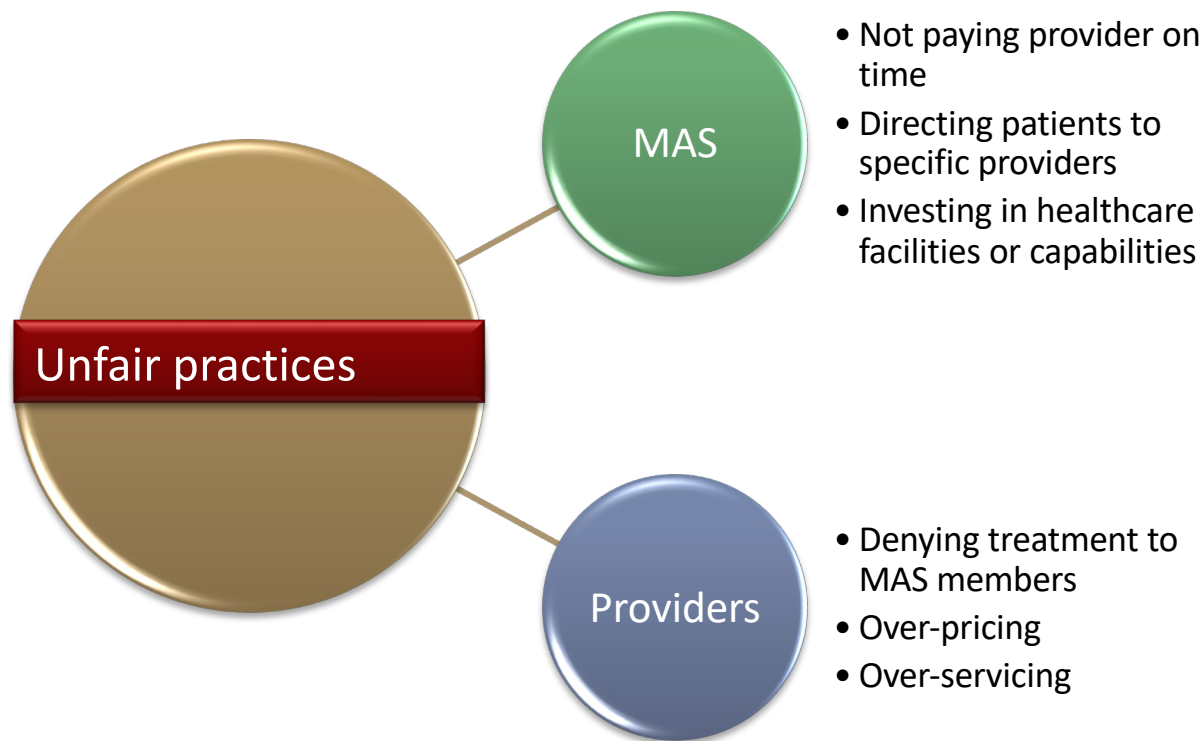 Unfair practices
MAS
• Not paying provider on
time
• Directing patients to
specific providers
• Investing in healthcare
facilities or capabilities
Providers
• Denying treatment to
MAS members
• Over-pricing
• Over-servicing